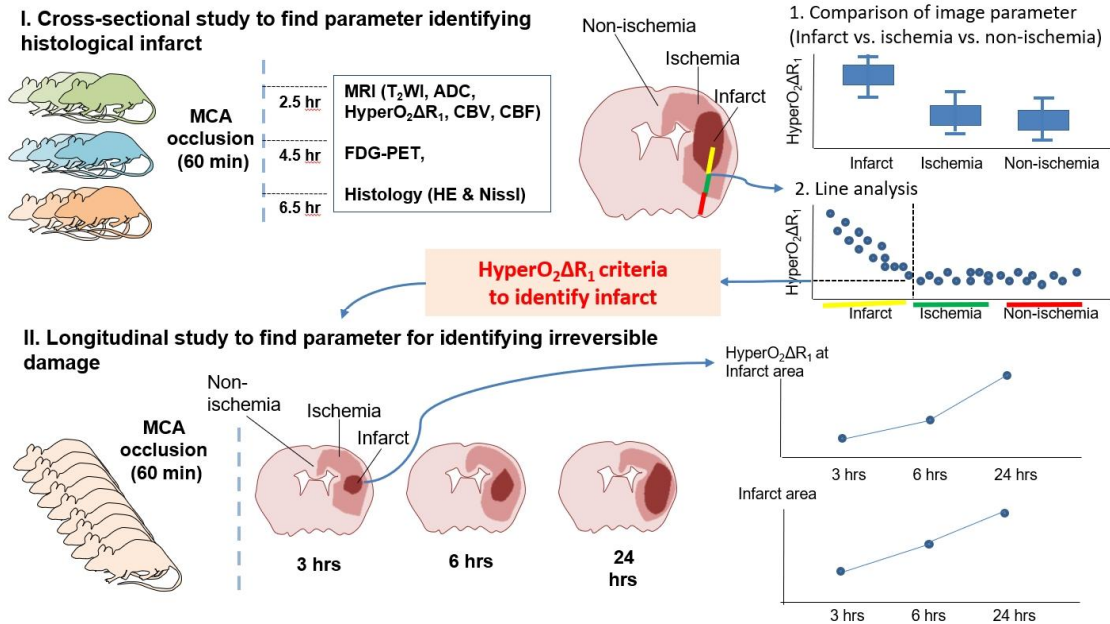 I. Cross-sectional study to find parameter identifying
histological infarct
MCA
occlusion
(60 min)
2.5 hr
4.5 hr
6.5 hr
MRI (T₂WI, ADC,
HyperO₂ΔR₁, CBV, CBF)
FDG-PET,
Histology (HE & Nissl)
Non-ischemia
Ischemia
Infarct
1. Comparison of image parameter
(Infarct vs. ischemia vs. non-ischemia)
HyperO₂ΔR₁
Infarct
Ischemia
Non-ischemia
2. Line analysis
HyperO₂ΔR₁
Infarct
Ischemia
Non-ischemia
HyperO₂ΔR₁ criteria
to identify infarct
II. Longitudinal study to find parameter for identifying irreversible
damage
MCA
occlusion
(60 min)
Non-
ischemia
Ischemia
Infarct
3 hrs
6 hrs
24
hrs
HyperO₂ΔR₁ at
Infarct area
3 hrs
6 hrs
24 hrs
Infarct area
3 hrs
6 hrs
24 hrs